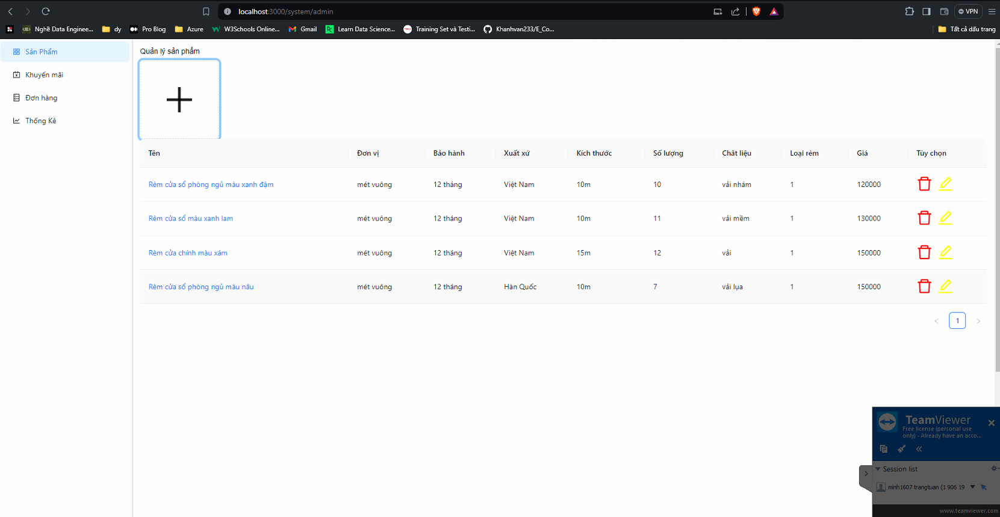 localhost:3000/system/admin
VPN
Nghề Data Enginee...
dy
Pro Blog
Azure
W3Schools Online...
Gmail
Learn Data Science...
Training Set và Testi...
Khanhvan233/E_Co...
Tất cả dấu trang
Sản Phẩm
Khuyến mãi
Đơn hàng
Thống Kê
Quản lý sản phẩm
Tên Đơn vị Bảo hành Xuất xứ Kích thước Số lượng Chât liệu Loại rèm Giá Tùy chọn
Rèm cửa sổ phòng ngủ màu xanh đậm mét vuông 12 tháng Việt Nam 10m 10 vải nhám 1 120000
Rèm cửa sổ màu xanh lam mét vuông 12 tháng Việt Nam 10m 11 vải mềm 1 130000
Rèm cửa chính màu xám mét vuông 12 tháng Việt Nam 15m 12 vải 1 150000
Rèm cửa sổ phòng ngủ màu nâu mét vuông 12 tháng Hàn Quốc 10m 7 vải lụa 1 150000
1
TeamViewer
Free license (personal use
only) - Already have an acco...
Session list
minh1607 trangtuan (1 906 19
www.teamviewer.com